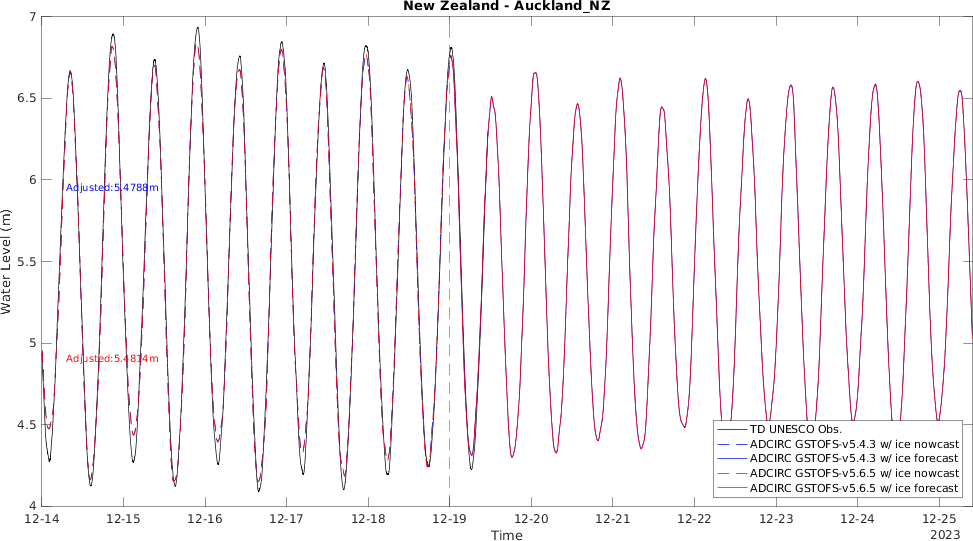 New Zealand - Auckland_NZ
7
6.5
6
5.5
5
4.5
4
Water Level (m)
Adjusted:5.4788m
Adjusted:5.4814m
TD UNESCO Obs.
ADCIRC GSTOFS-v5.4.3 w/ ice nowcast
ADCIRC GSTOFS-v5.4.3 w/ ice forecast
ADCIRC GSTOFS-v5.6.5 w/ ice nowcast
ADCIRC GSTOFS-v5.6.5 w/ ice forecast
12-14 12-15 12-16 12-17 12-18 12-19 12-20 12-21 12-22 12-23 12-24 12-25
Time
2023